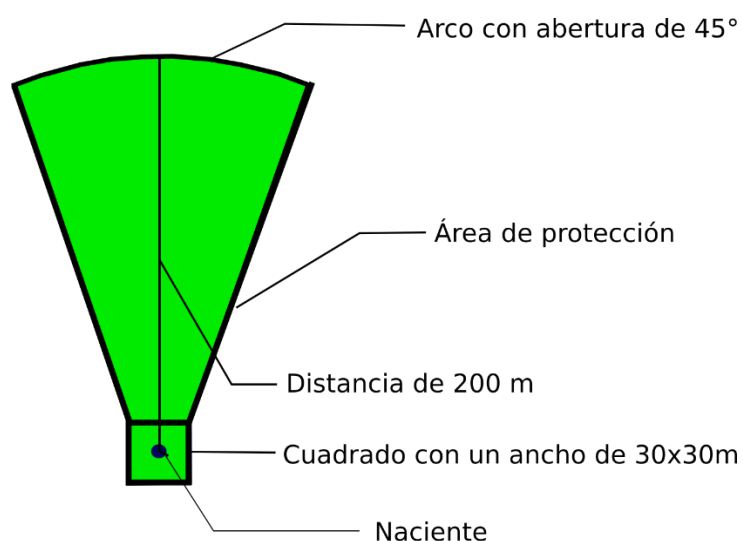 Arco con abertura de 45°
Área de protección
Distancia de 200 m
Cuadrado con un ancho de 30x30m
Naciente